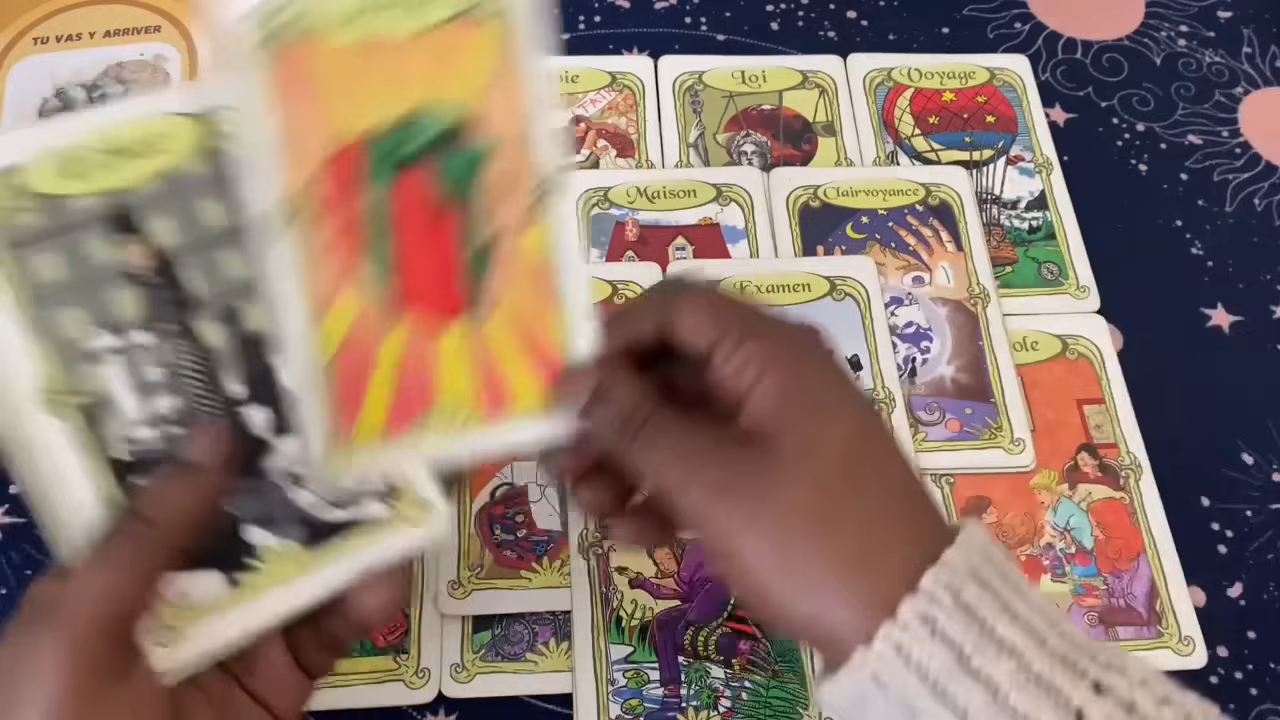 TU VAS Y ARRIVER
Loi
Voyage
Maison
Clairvoyance
Examen